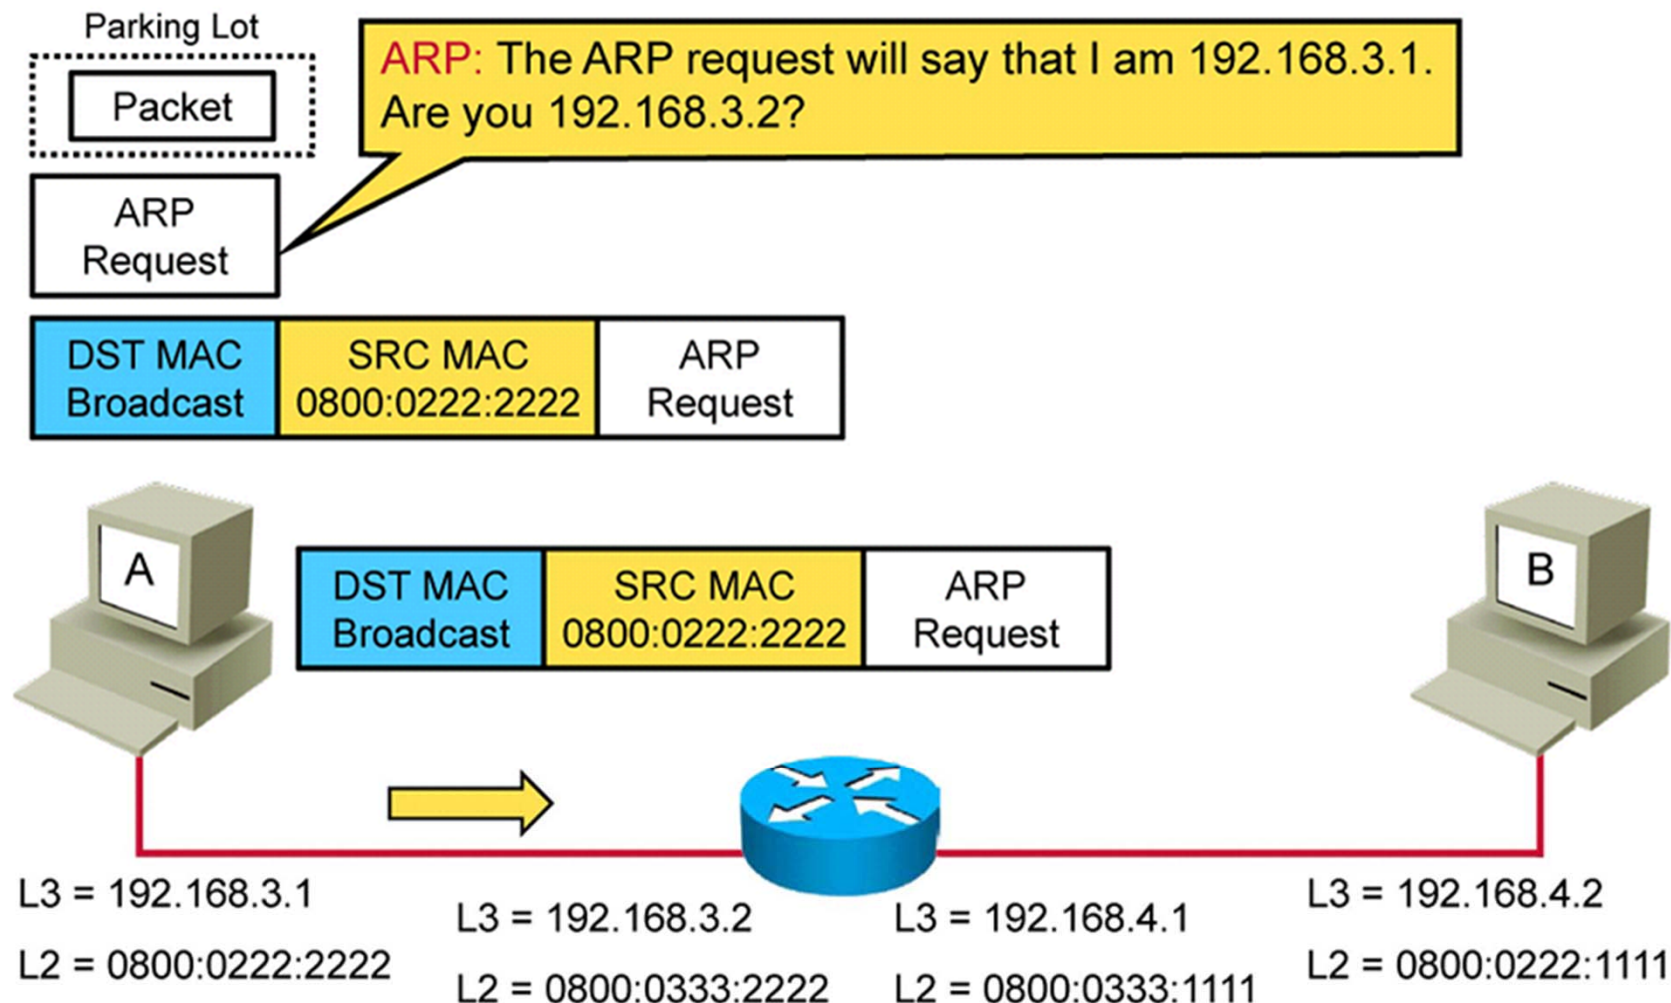 Parking Lot
Packet
ARP: The ARP request will say that I am 192.168.3.1.
Are you 192.168.3.2?
ARP
Request
DST MAC
Broadcast
SRC MAC
0800:0222:2222
ARP
Request
A
DST MAC
Broadcast
SRC MAC
0800:0222:2222
ARP
Request
B
L3 = 192.168.3.1
L2 = 0800:0222:2222
L3 = 192.168.3.2
L2 = 0800:0333:2222
L3 = 192.168.4.1
L2 = 0800:0333:1111
L3 = 192.168.4.2
L2 = 0800:0222:1111